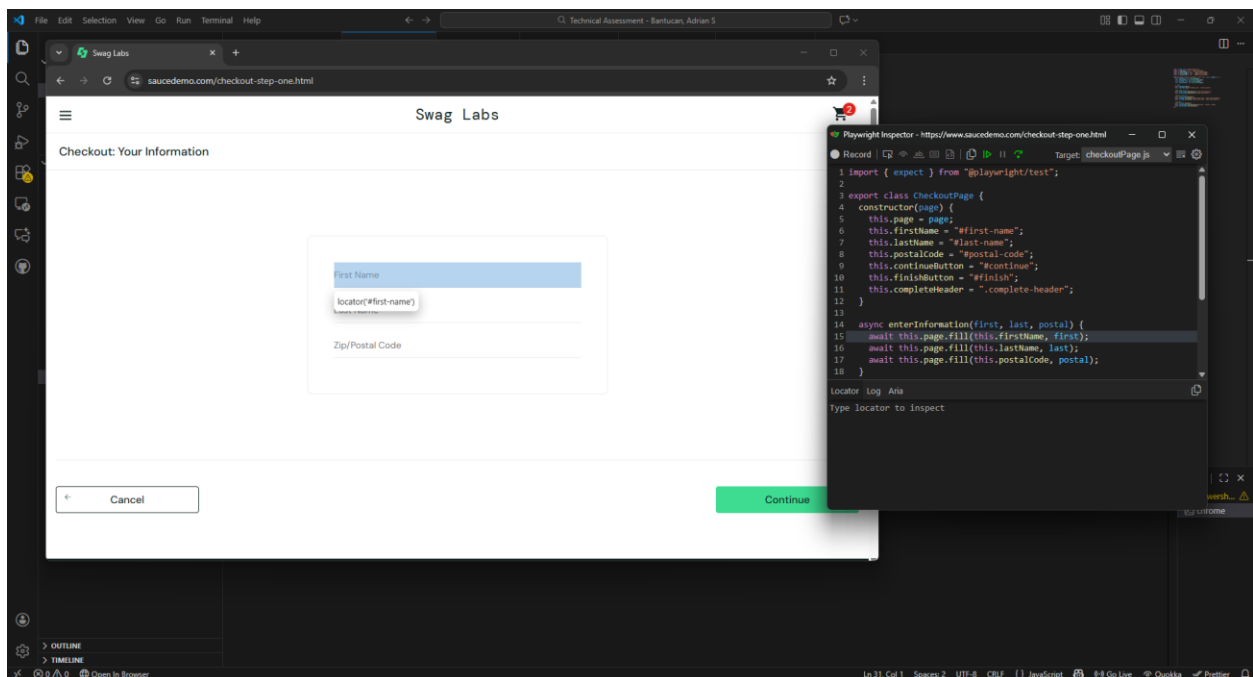 File Edit Selection View Go Run Terminal Help
Technical Assessment - Bantucan, Adrian S
Swag Labs
saucedemo.com/checkout-step-one.html
Swag Labs
2
Checkout: Your Information
First Name
locator('#first-name')
Last Name
Zip/Postal Code
Cancel
Continue
Playwright Inspector - https://www.saucedemo.com/checkout-step-one.html
Record
Target: checkoutPage.js
1 import { expect } from "@playwright/test";
2
3 export class CheckoutPage {
4 constructor(page) {
5 this.page = page;
6 this.firstName = "#first-name";
7 this.lastName = "#last-name";
8 this.postalCode = "#postal-code";
9 this.continueButton = "#continue";
10 this.finishButton = "#finish";
11 this.completeHeader = ".complete-header";
12 }
13
14 async enterInformation(first, last, postal) {
15 await this.page.fill(this.firstName, first);
16 await this.page.fill(this.lastName, last);
17 await this.page.fill(this.postalCode, postal);
18 }
Locator Log Aria
Type locator to inspect
wersh...
chrome
OUTLINE
TIMELINE
0 0 Open In Browser
Ln 31, Col 1 Spaces: 2 UTF-8 CRLF {} JavaScript Go Live Quokka Prettier